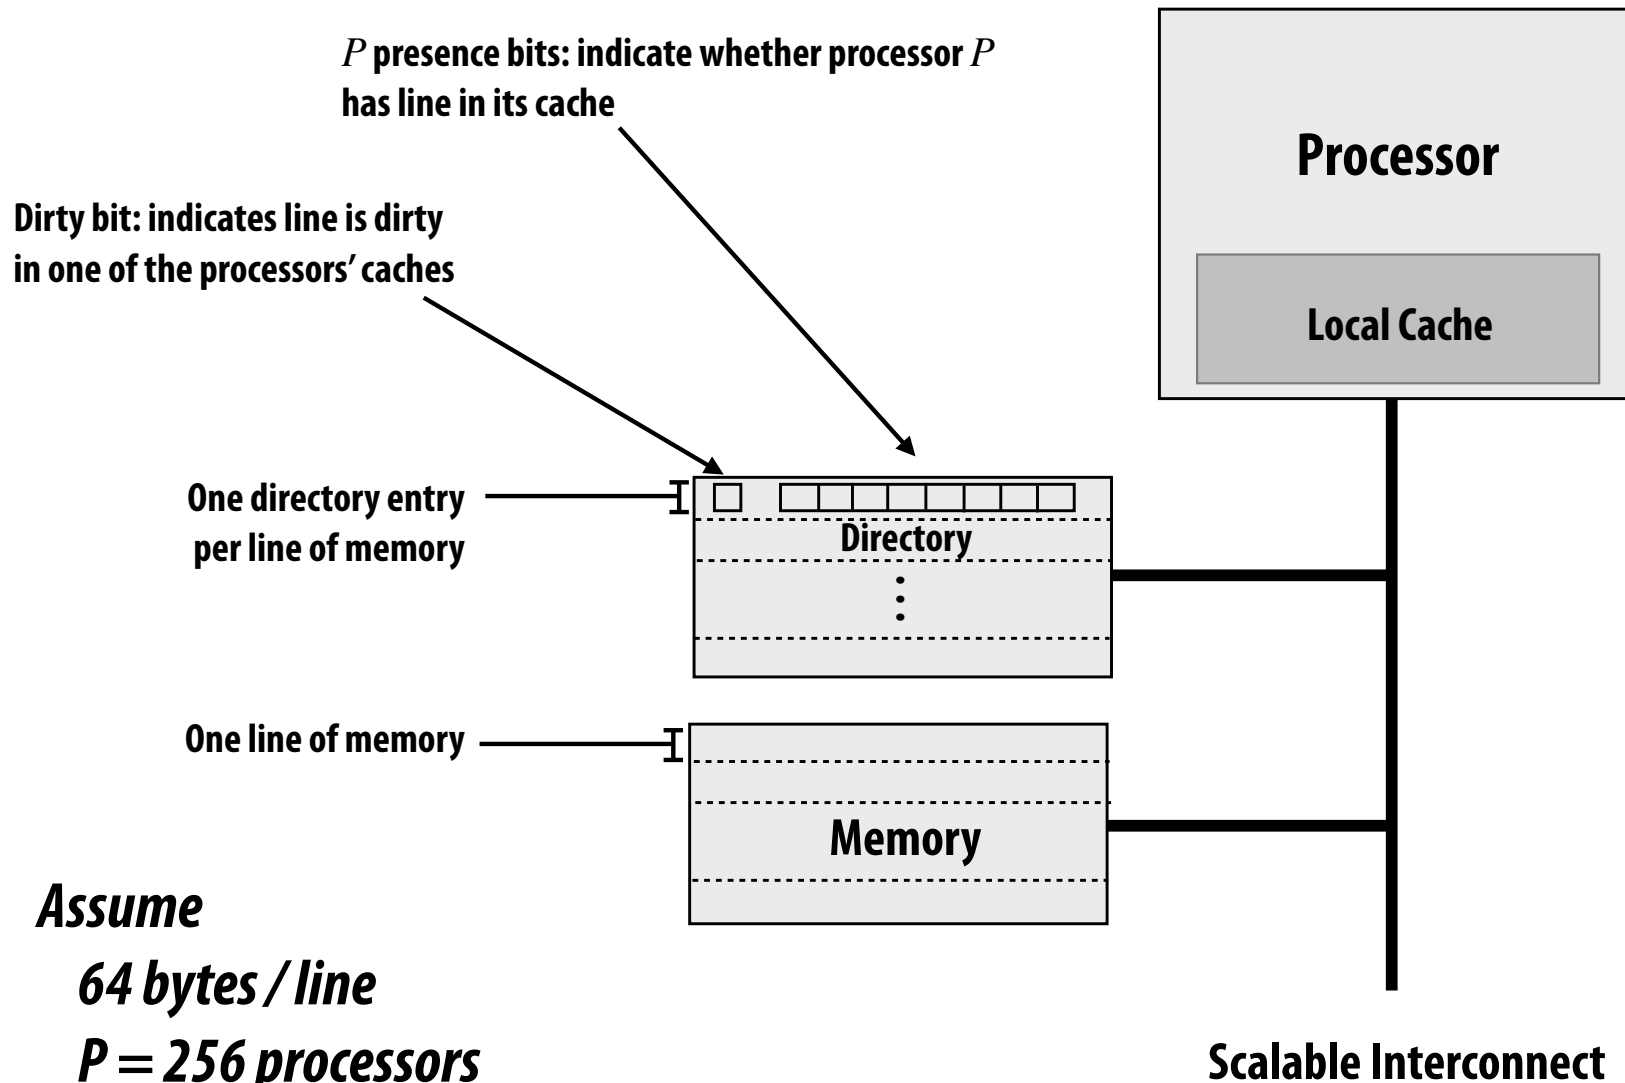 P presence bits: indicate whether processor P
has line in its cache
Processor
Local Cache
Dirty bit: indicates line is dirty
in one of the processors’ caches
One directory entry
per line of memory
Directory
One line of memory
Memory
Assume
64 bytes / line
P = 256 processors
Scalable Interconnect